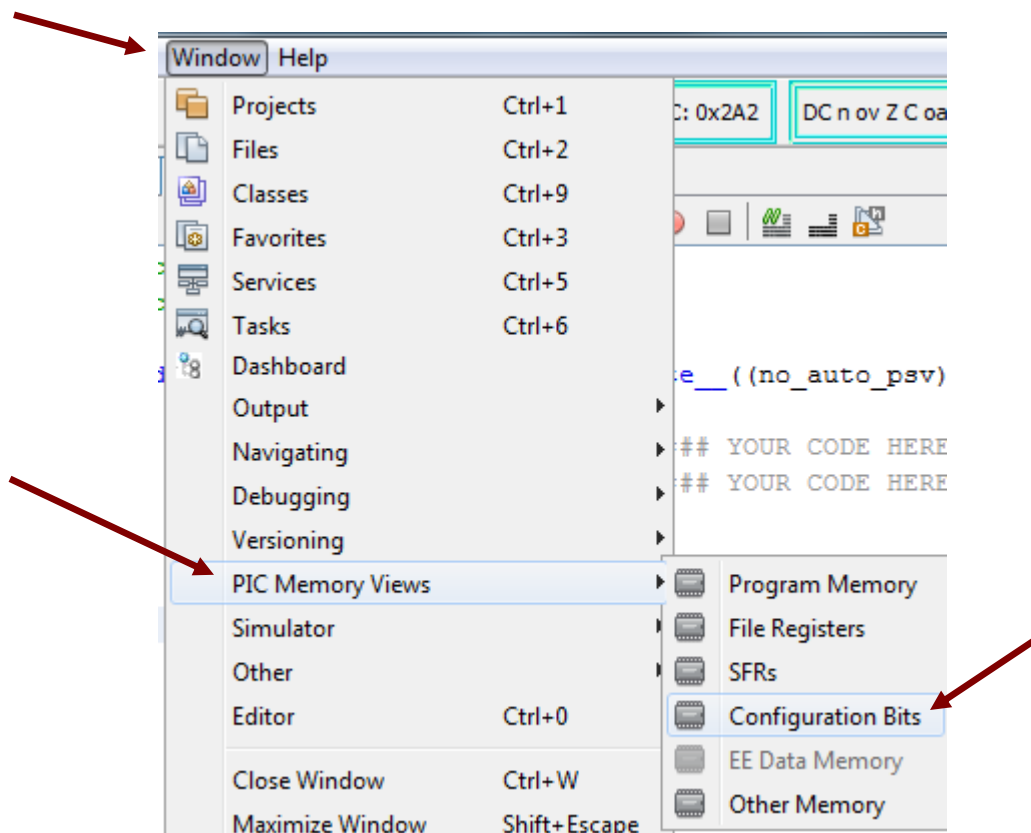 Window Help
Projects Ctrl+1
C: 0x2A2 DC n ov Z C oa
Files Ctrl+2
Classes Ctrl+9
Favorites Ctrl+3
Services Ctrl+5
Tasks Ctrl+6
Dashboard
e__((no_auto_psv)
Output
Navigating
## YOUR CODE HERE
Debugging
## YOUR CODE HERE
Versioning
PIC Memory Views
Program Memory
Simulator
File Registers
Other
SFRs
Editor Ctrl+0
Configuration Bits
EE Data Memory
Close Window Ctrl+W
Other Memory
Maximize Window Shift+Escape